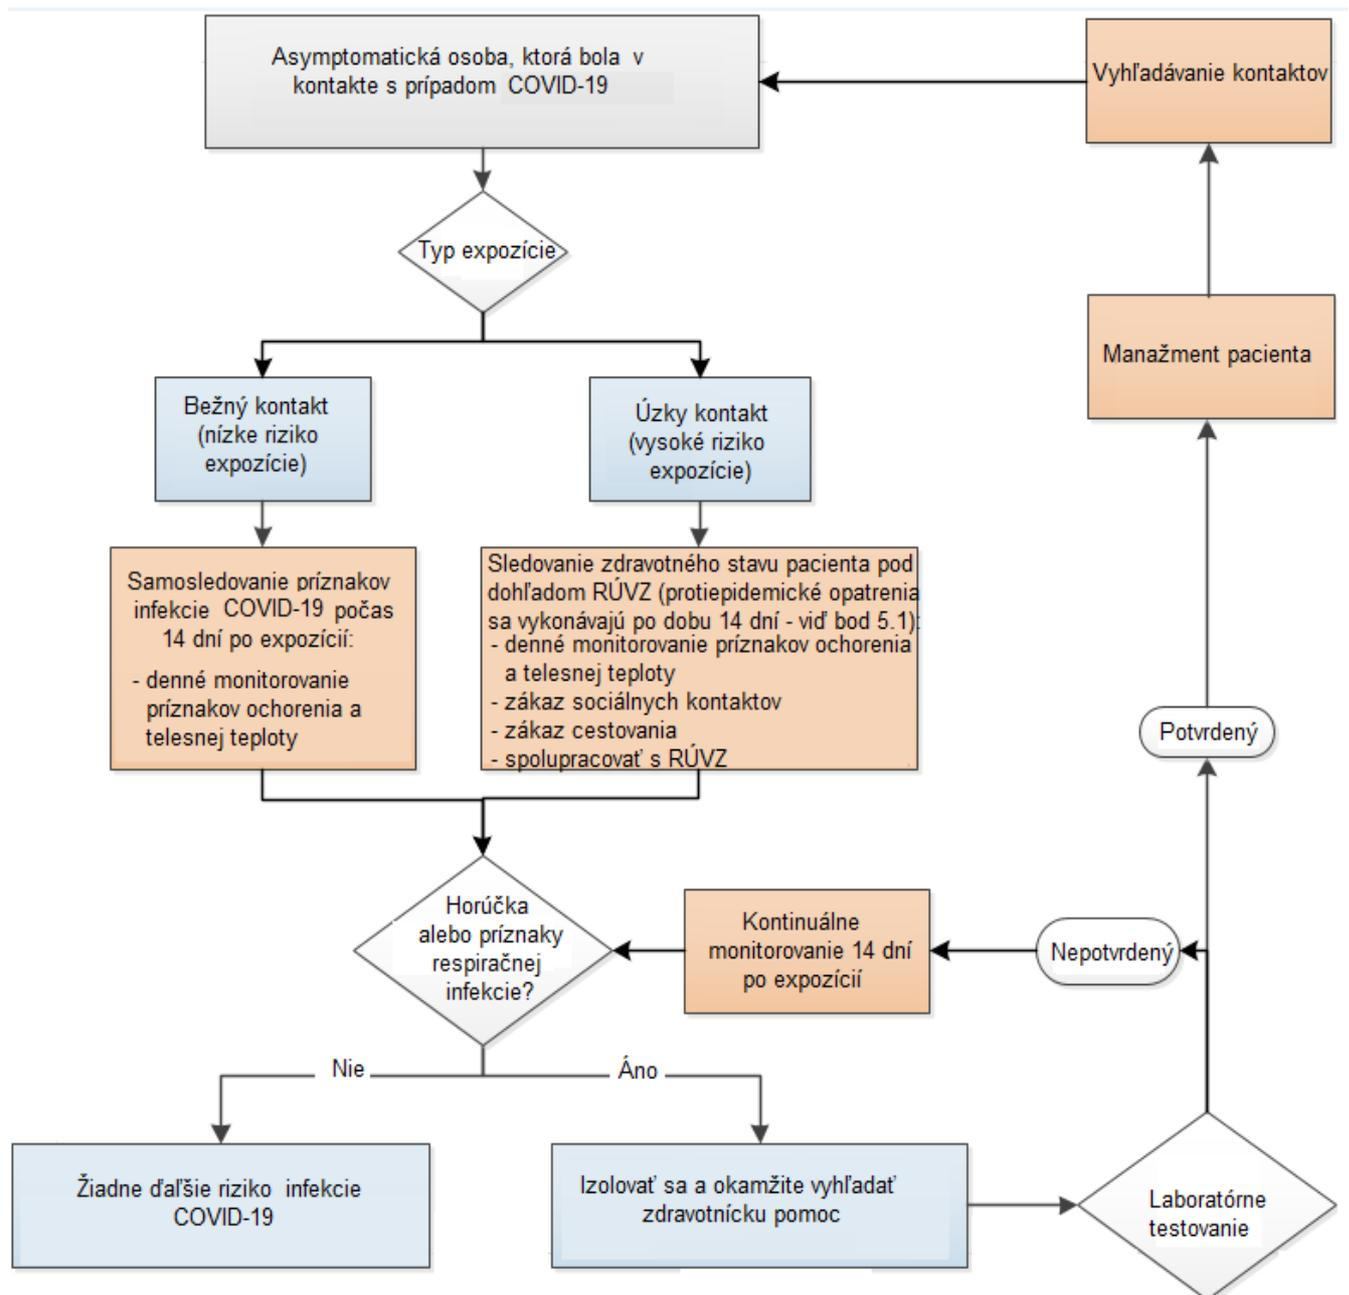 Asymptomatická osoba, ktorá bola v
kontakte s prípadom COVID-19
Vyhľadávanie kontaktov
Typ expozície
Manažment pacienta
Bežný kontakt
(nízke riziko
expozície)
Úzky kontakt
(vysoké riziko
expozície)
Samosledovanie príznakov
infekcie COVID-19 počas
14 dní po expozícií:
- denné monitorovanie
príznakov ochorenia a
telesnej teploty
Sledovanie zdravotného stavu pacienta pod
dohľadom RÚVZ (protiepidemické opatrenia
sa vykonávajú po dobu 14 dní - viď bod 5.1):
- denné monitorovanie príznakov ochorenia
a telesnej teploty
- zákaz sociálnych kontaktov
- zákaz cestovania
- spolupracovať s RÚVZ
Potvrdený
Horúčka
alebo príznaky
respiračnej
infekcie?
Kontinuálne
monitorovanie 14 dní
po expozícií
Nepotvrdený
Nie
Áno
Žiadne ďaľšie riziko infekcie
COVID-19
Izolovať sa a okamžite vyhľadať
zdravotnícku pomoc
Laboratórne
testovanie